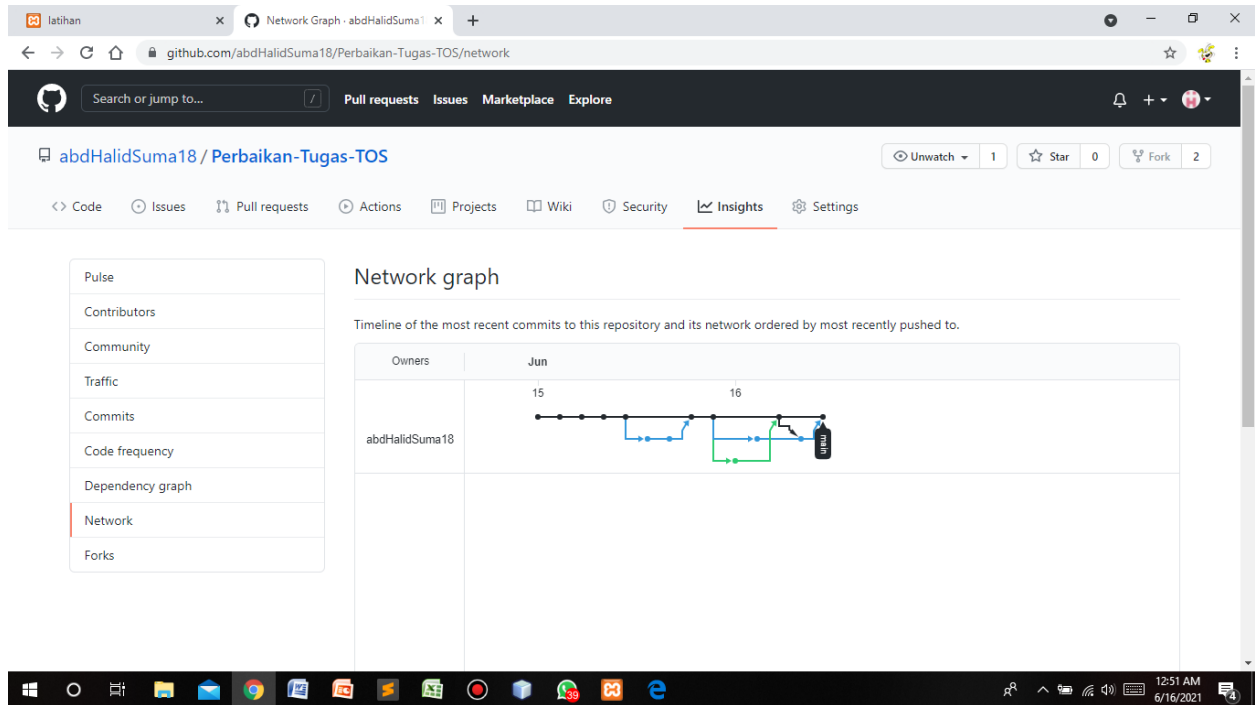 latihan
Network Graph · abdHalidSuma1
github.com/abdHalidSuma18/Perbaikan-Tugas-TOS/network
Search or jump to... /
Pull requests Issues Marketplace Explore
abdHalidSuma18 / Perbaikan-Tugas-TOS
Unwatch 1 Star 0 Fork 2
Code Issues Pull requests Actions Projects Wiki Security Insights Settings
Pulse
Contributors
Community
Traffic
Commits
Code frequency
Dependency graph
Network
Forks
Network graph
Timeline of the most recent commits to this repository and its network ordered by most recently pushed to.
Owners Jun
15 16
abdHalidSuma18
main
39
12:51 AM
6/16/2021
4